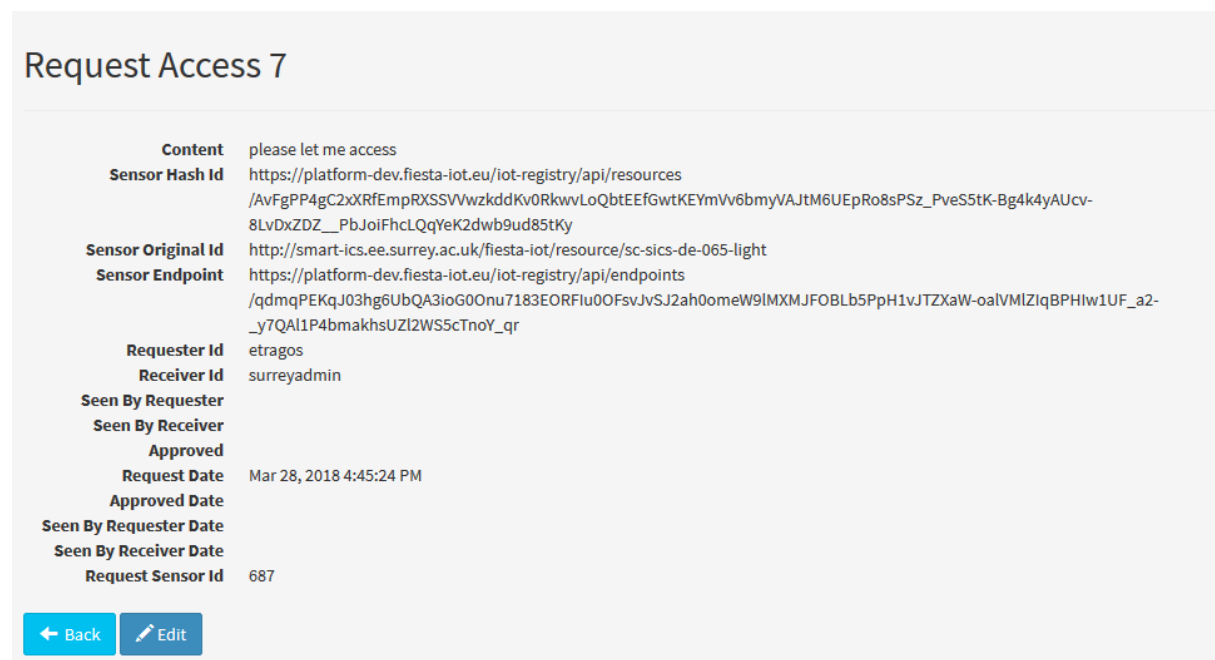 Request Access 7
Content please let me access
Sensor Hash Id https://platform-dev.fiesta-iot.eu/iot-registry/api/resources
/AvFgPP4gC2xXRfEmpRXSSVVwzkddKv0RkwvLoQbtEEfGwtKEYmVv6bmyVAJtM6UEpRo8sPSz_PveS5tK-Bg4k4yAUcv-
8LvDxZDZ__PbJoiFhcLQqYeK2dwb9ud85tKy
Sensor Original Id http://smart-ics.ee.surrey.ac.uk/fiesta-iot/resource/sc-sics-de-065-light
Sensor Endpoint https://platform-dev.fiesta-iot.eu/iot-registry/api/endpoints
/qdmqPEKqJ03hg6UbQA3ioG0Onu7183EORFIu0OFsvJvSJ2ah0omeW9lMXMJFOBLb5PpH1vJTZXaW-oalVMlZIqBPHIw1UF_a2-
_y7QAl1P4bmakhsUZl2WS5cTnoY_qr
Requester Id etragos
Receiver Id surreyadmin
Seen By Requester
Seen By Receiver
Approved
Request Date Mar 28, 2018 4:45:24 PM
Approved Date
Seen By Requester Date
Seen By Receiver Date
Request Sensor Id 687
Back Edit